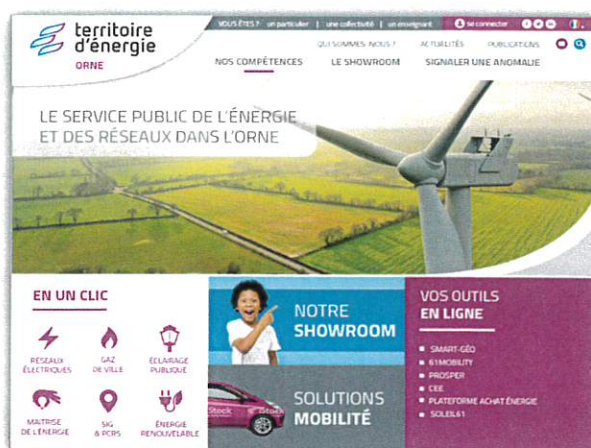 territoire
d'énergie
ORNE
VOUS ÊTES ? un particulier | une collectivité | un enseignant
se connecter
QUI SOMMES-NOUS ? ACTUALITÉS PUBLICATIONS
NOS COMPÉTENCES LE SHOWROOM SIGNALER UNE ANOMALIE
LE SERVICE PUBLIC DE L'ÉNERGIE
ET DES RÉSEAUX DANS L'ORNE
EN UN CLIC
RÉSEAUX
ÉLECTRIQUES
GAZ
DE VILLE
ÉCLAIRAGE
PUBLIQUE
MAITRISE
DE L'ÉNERGIE
SIG
& PCRS
ÉNERGIE
RENOUVELABLE
NOTRE
SHOWROOM
SOLUTIONS
MOBILITÉ
iStock
iStock
VOS OUTILS
EN LIGNE
SMART-GÉO
61MOBILITY
PROSPER
CEE
PLATEFORME ACHAT ÉNERGIE
SOLEIL61